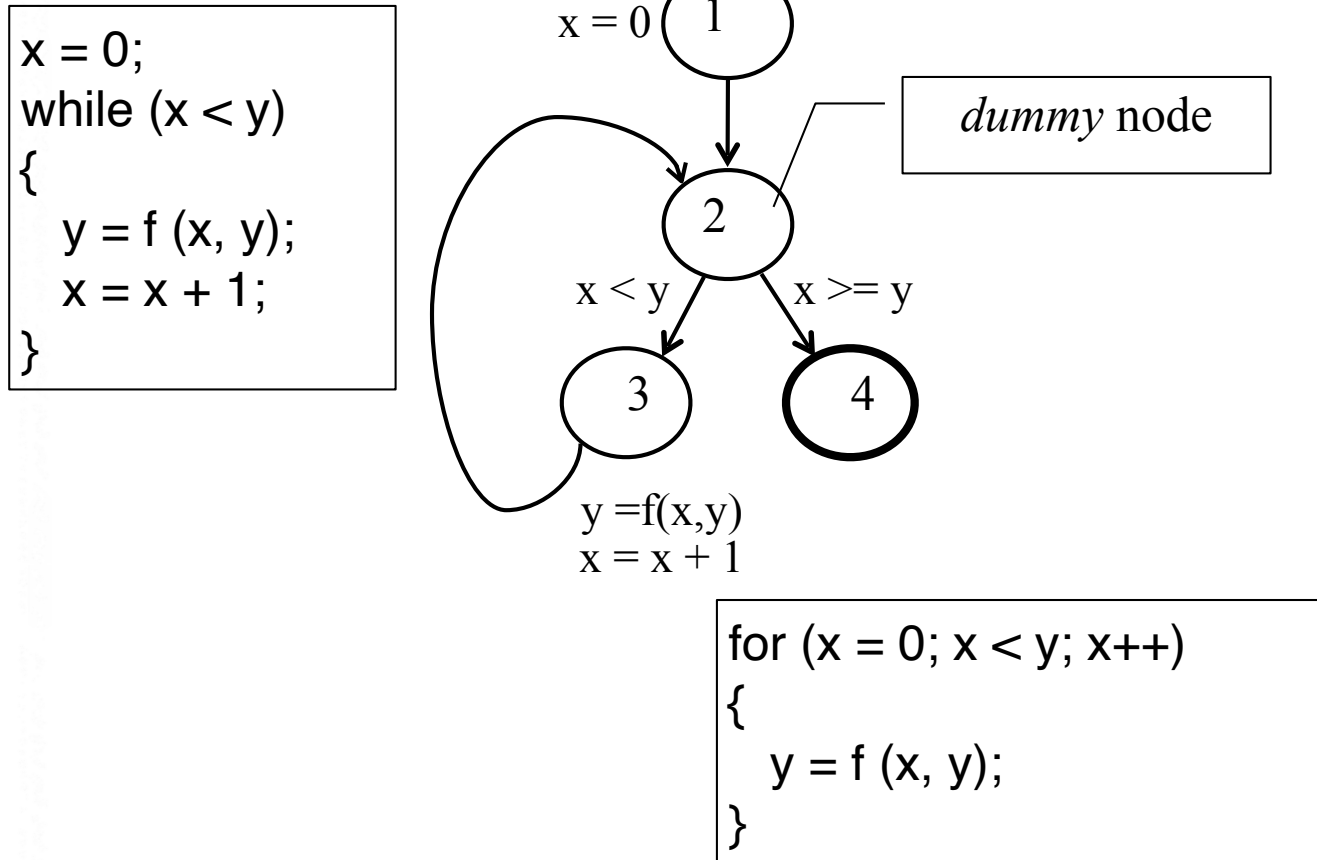 x = 0;
while (x < y)
{
y = f (x, y);
x = x + 1;
}
x = 0
1
dummy node
2
x < y
x >= y
3
4
y =f(x,y)
x = x + 1
for (x = 0; x < y; x++)
{
y = f (x, y);
}